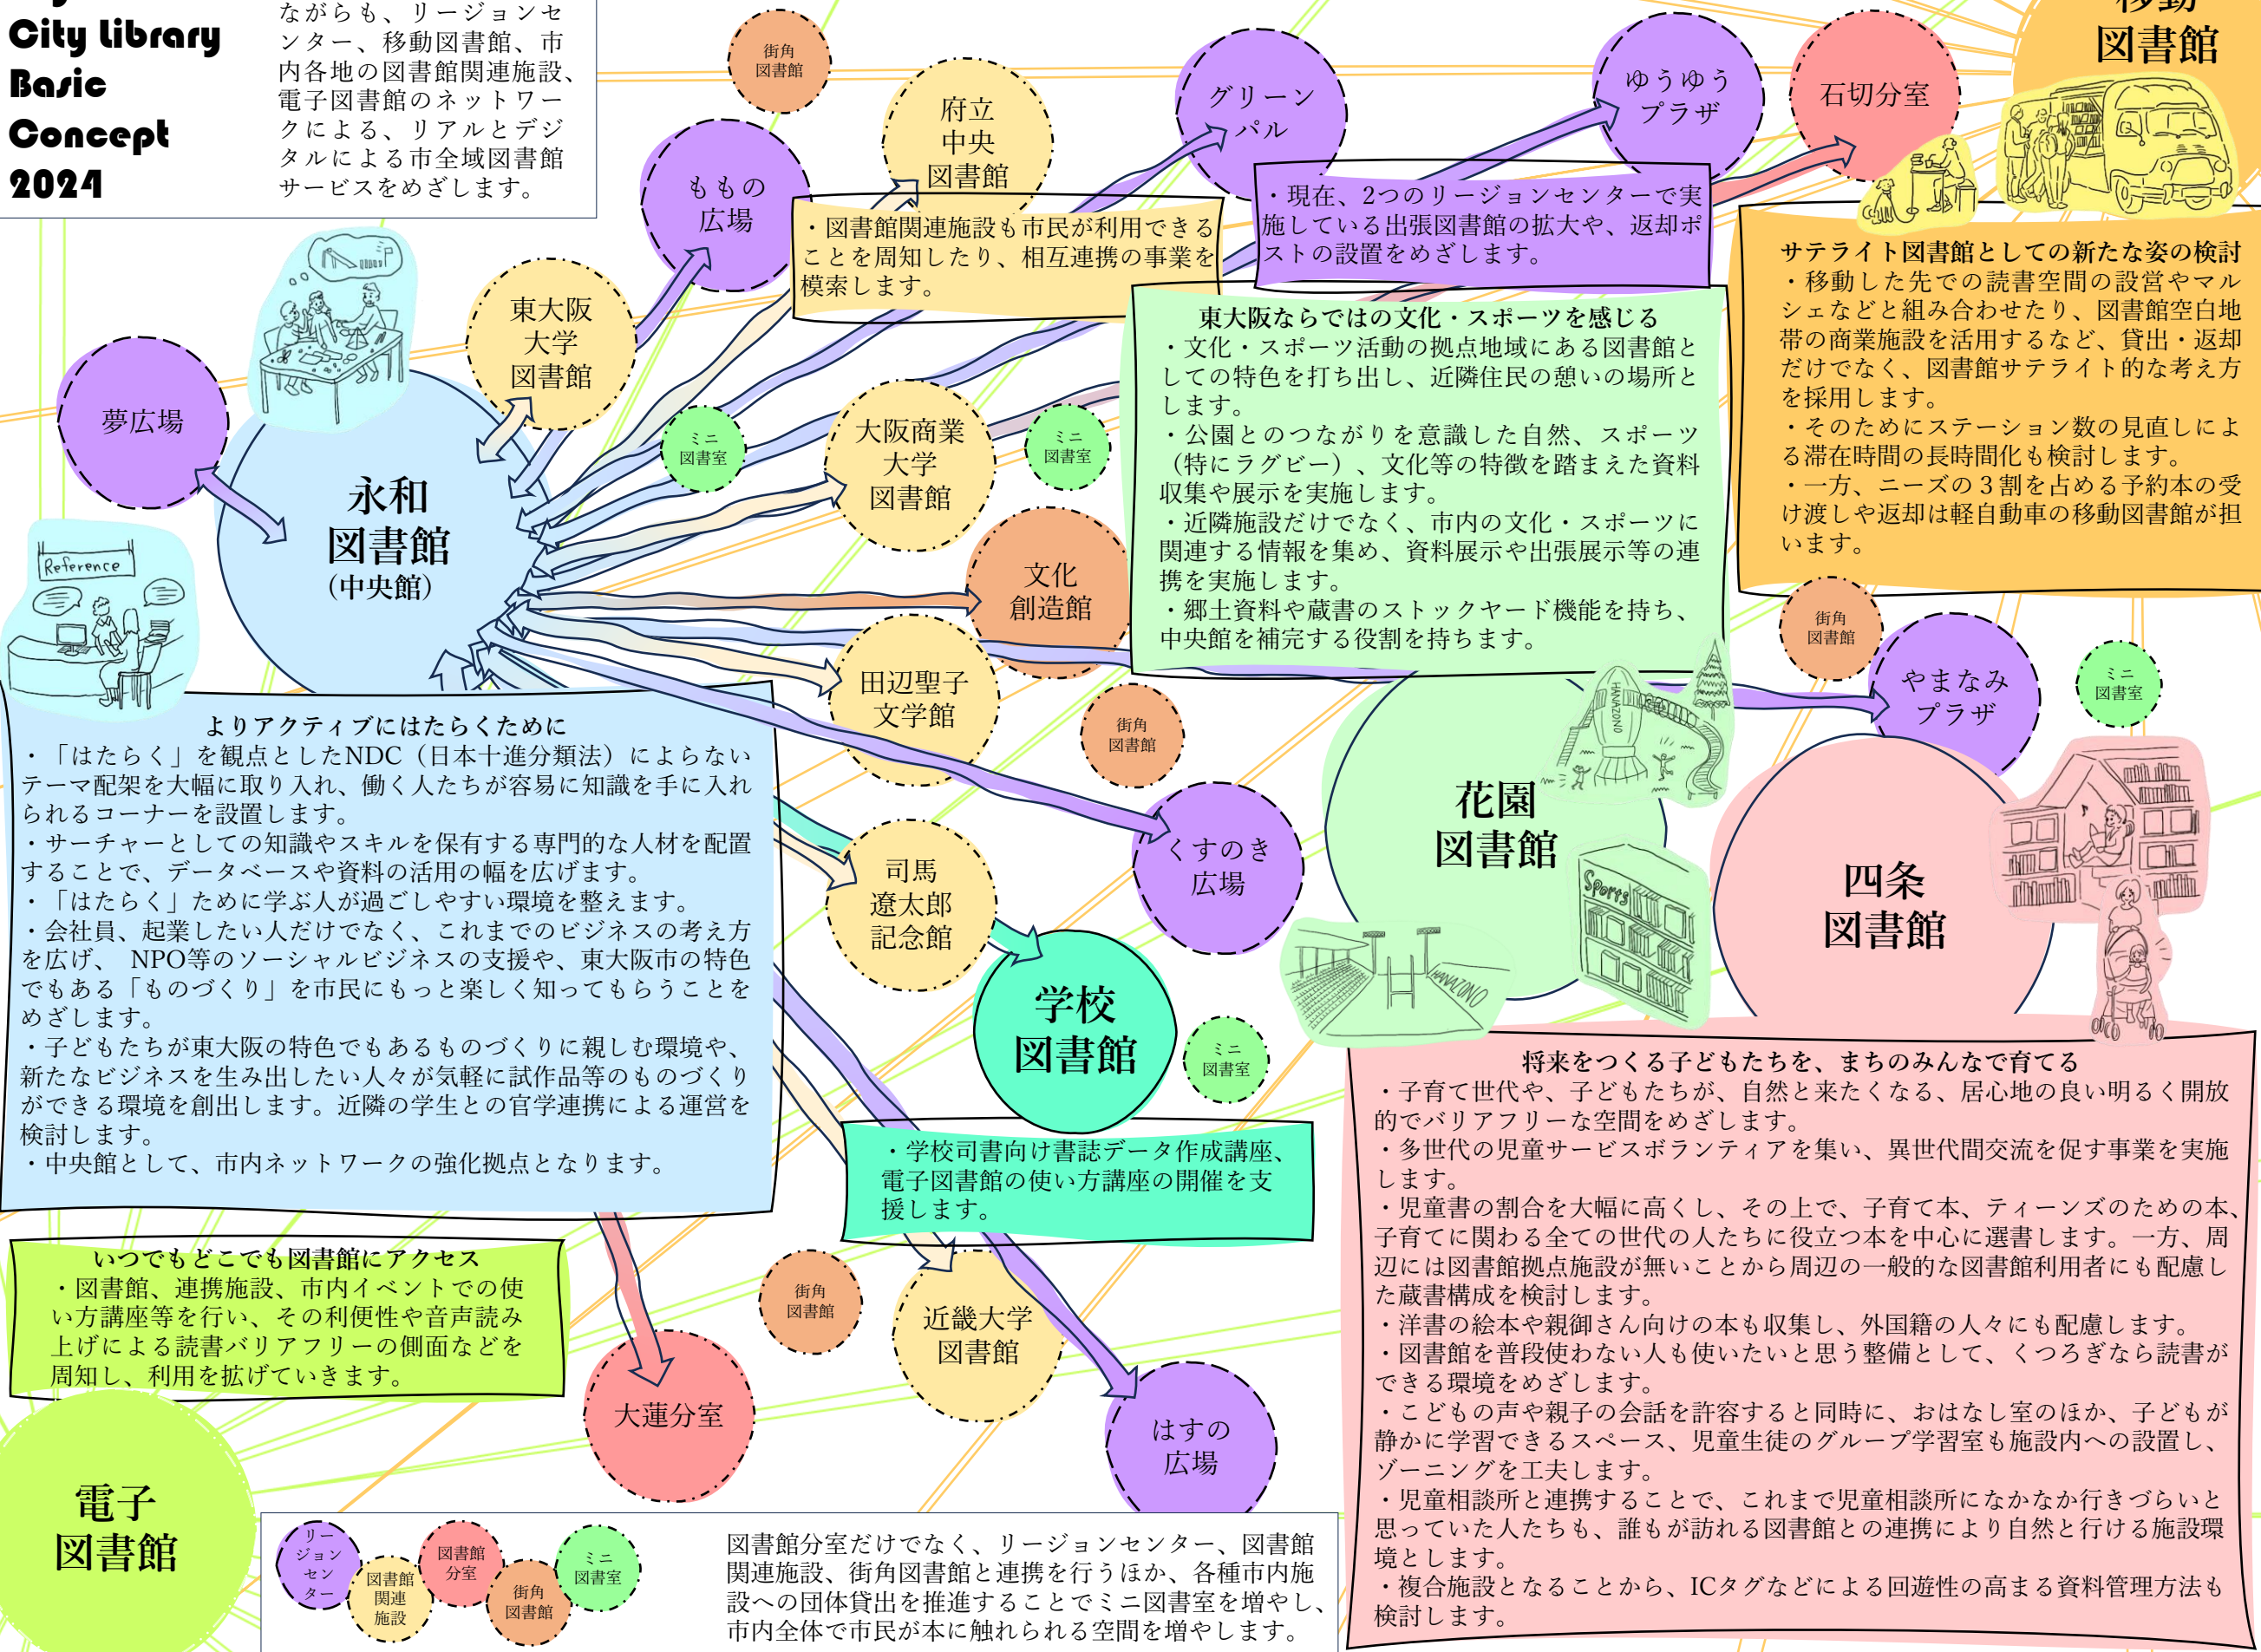 City Library
Basic
Concept
2024
ながらも、リージョンセ
ンター、移動図書館、市
内各地の図書館関連施設、
電子図書館のネットワー
クによる、リアルとデジ
タルによる市全域図書館
サービスをめざします。
街角
図書館
府立
中央
図書館
グリーン
パル
ゆうゆう
プラザ
石切分室
移動
図書館
ももの
広場
・図書館関連施設も市民が利用できる
ことを周知したり、相互連携の事業を
模索します。
・現在、2つのリージョンセンターで実
施している出張図書館の拡大や、返却ポ
ストの設置をめざします。
サテライト図書館としての新たな姿の検討
・移動した先での読書空間の設営やマル
シェなどと組み合わせたり、図書館空白地
帯の商業施設を活用するなど、貸出・返却
だけでなく、図書館サテライト的な考え方
を採用します。
・そのためにステーション数の見直しによ
る滞在時間の長時間化も検討します。
・一方、ニーズの３割を占める予約本の受
け渡しや返却は軽自動車の移動図書館が担
います。
東大阪
大学
図書館
夢広場
永和
図書館
(中央館)
Reference
ミニ
図書室
大阪商業
大学
図書館
ミニ
図書室
東大阪ならではの文化・スポーツを感じる
・文化・スポーツ活動の拠点地域にある図書館と
しての特色を打ち出し、近隣住民の憩いの場所と
します。
・公園とのつながりを意識した自然、スポーツ
（特にラグビー）、文化等の特徴を踏まえた資料
収集や展示を実施します。
・近隣施設だけでなく、市内の文化・スポーツに
関連する情報を集め、資料展示や出張展示等の連
携を実施します。
・郷土資料や蔵書のストックヤード機能を持ち、
中央館を補完する役割を持ちます。
文化
創造館
田辺聖子
文学館
街角
図書館
街角
図書館
やまなみ
プラザ
ミニ
図書室
よりアクティブにはたらくために
・「はたらく」を観点としたNDC（日本十進分類法）によらない
テーマ配架を大幅に取り入れ、働く人たちが容易に知識を手に入れ
られるコーナーを設置します。
・サーチャーとしての知識やスキルを保有する専門的な人材を配置
することで、データベースや資料の活用の幅を広げます。
・「はたらく」ために学ぶ人が過ごしやすい環境を整えます。
・会社員、起業したい人だけでなく、これまでのビジネスの考え方
を広げ、 NPO等のソーシャルビジネスの支援や、東大阪市の特色
でもある「ものづくり」を市民にもっと楽しく知ってもらうことを
めざします。
・子どもたちが東大阪の特色でもあるものづくりに親しむ環境や、
新たなビジネスを生み出したい人々が気軽に試作品等のものづくり
ができる環境を創出します。近隣の学生との官学連携による運営を
検討します。
・中央館として、市内ネットワークの強化拠点となります。
司馬
遼太郎
記念館
くすのき
広場
学校
図書館
ミニ
図書室
・学校司書向け書誌データ作成講座、
電子図書館の使い方講座の開催を支
援します。
HANAZONO
花園
図書館
Sports
HANAZONO
四条
図書館
将来をつくる子どもたちを、まちのみんなで育てる
・子育て世代や、子どもたちが、自然と来たくなる、居心地の良い明るく開放
的でバリアフリーな空間をめざします。
・多世代の児童サービスボランティアを集い、異世代間交流を促す事業を実施
します。
・児童書の割合を大幅に高くし、その上で、子育て本、ティーンズのための本、
子育てに関わる全ての世代の人たちに役立つ本を中心に選書します。一方、周
辺には図書館拠点施設が無いことから周辺の一般的な図書館利用者にも配慮し
た蔵書構成を検討します。
・洋書の絵本や親御さん向けの本も収集し、外国籍の人々にも配慮します。
・図書館を普段使わない人も使いたいと思う整備として、くつろぎなら読書が
できる環境をめざします。
・こどもの声や親子の会話を許容すると同時に、おはなし室のほか、子どもが
静かに学習できるスペース、児童生徒のグループ学習室も施設内への設置し、
ゾーニングを工夫します。
・児童相談所と連携することで、これまで児童相談所になかなか行きづらいと
思っていた人たちも、誰もが訪れる図書館との連携により自然と行ける施設環
境とします。
・複合施設となることから、ICタグなどによる回遊性の高まる資料管理方法も
検討します。
いつでもどこでも図書館にアクセス
・図書館、連携施設、市内イベントでの使
い方講座等を行い、その利便性や音声読み
上げによる読書バリアフリーの側面などを
周知し、利用を拡げていきます。
電子
図書館
大蓮分室
街角
図書館
近畿大学
図書館
はすの
広場
リー
ジョン
セン
ター
図書館
関連
施設
図書館
分室
街角
図書館
ミニ
図書室
図書館分室だけでなく、リージョンセンター、図書館
関連施設、街角図書館と連携を行うほか、各種市内施
設への団体貸出を推進することでミニ図書室を増やし、
市内全体で市民が本に触れられる空間を増やします。